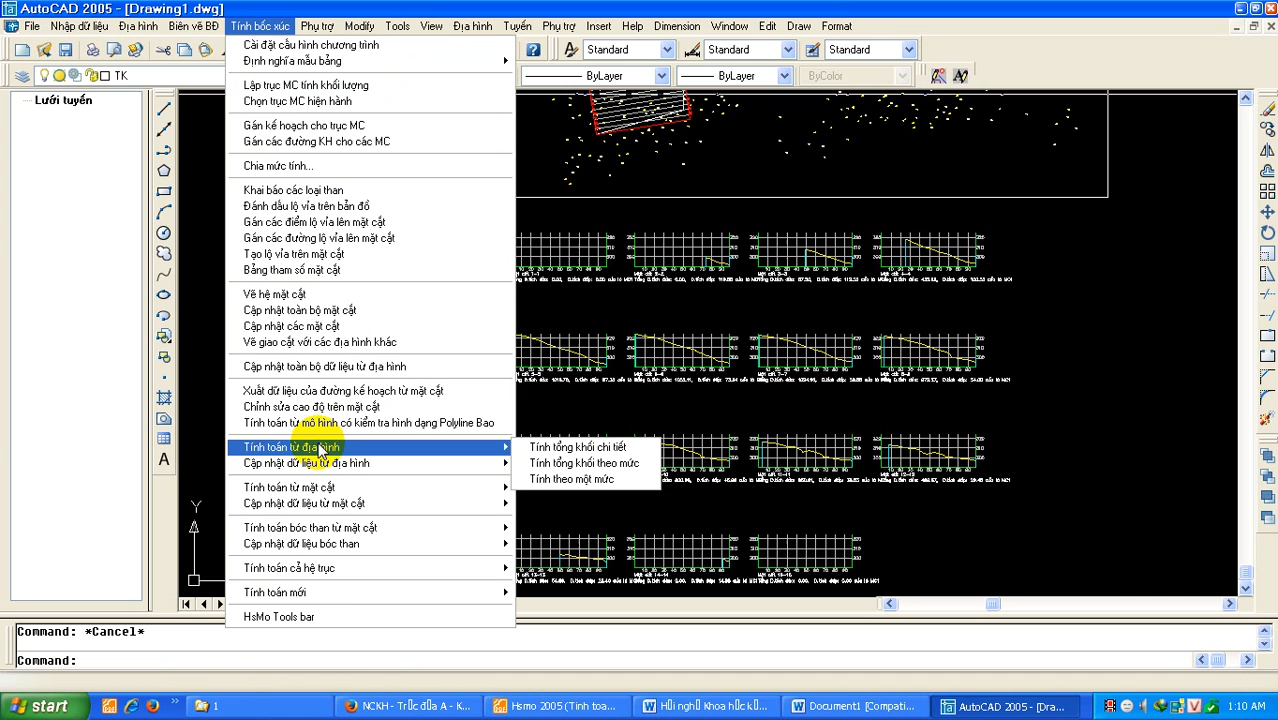 AutoCAD 2005 - [Drawing1.dwg]
File Nhập dữ liệu Địa hình Biên vẽ BĐ Tính bốc xúc Phụ trợ Modify Tools View Địa hình Tuyến Phụ trợ Insert Help Dimension Window Edit Draw Format
Standard Standard Standard
TK ByLayer ByLayer ByColor
Lưới tuyến
Cài đặt cấu hình chương trình
Định nghĩa mẫu bảng
Lập trục MC tính khối lượng
Chọn trục MC hiện hành
Gán kế hoạch cho trục MC
Gán các đường KH cho các MC
Chia mức tính...
Khai báo các loại than
Đánh dấu lộ vỉa trên bản đồ
Gán các điểm lộ vỉa lên mặt cắt
Gán các đường lộ vỉa lên mặt cắt
Tạo lộ vỉa trên mặt cắt
Bảng tham số mặt cắt
Vẽ hệ mặt cắt
Cập nhật toàn bộ mặt cắt
Cập nhật các mặt cắt
Vẽ giao cắt với các địa hình khác
Cập nhật toàn bộ dữ liệu từ địa hình
Xuất dữ liệu của đường kế hoạch từ mặt cắt
Chỉnh sửa cao độ trên mặt cắt
Tính toán từ mô hình có kiểm tra hình dạng Polyline Bao
Tính toán từ địa hình
Cập nhật dữ liệu từ địa hình
Tính toán từ mặt cắt
Cập nhật dữ liệu từ mặt cắt
Tính toán bóc than từ mặt cắt
Cập nhật dữ liệu bóc than
Tính toán cả hệ trục
Tính toán mới
HsMo Tools bar
Tính tổng khối chi tiết
Tính tổng khối theo mức
Tính theo một mức
Y
Command: *Cancel*
Command:
start 1 NCKH - Trắc địa A - K... Hsmo 2005 (Tinh toa... Hội nghị Khoa học k... Document1 [Compati... AutoCAD 2005 - [Dra... 1:10 AM